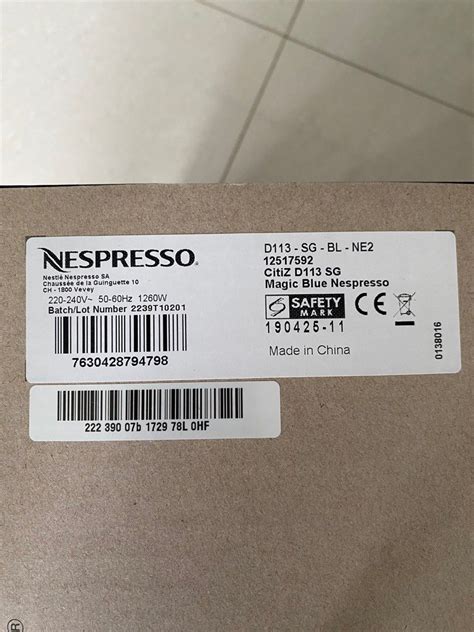 NESPRESSO.
Nestlé Nespresso SA
Chaussée de la Guinguette 10
CH - 1800 Vevey
220-240V~ 50-60Hz 1260W
Batch/Lot Number 2239T10201
7630428794798
D113 - SG - BL - NE2
12517592
CitiZ D113 SG
Magic Blue Nespresso
SAFETY
MARK
CE
190425-11
Made in China
0138016
222 390 07b 1729 78L 0HF
R